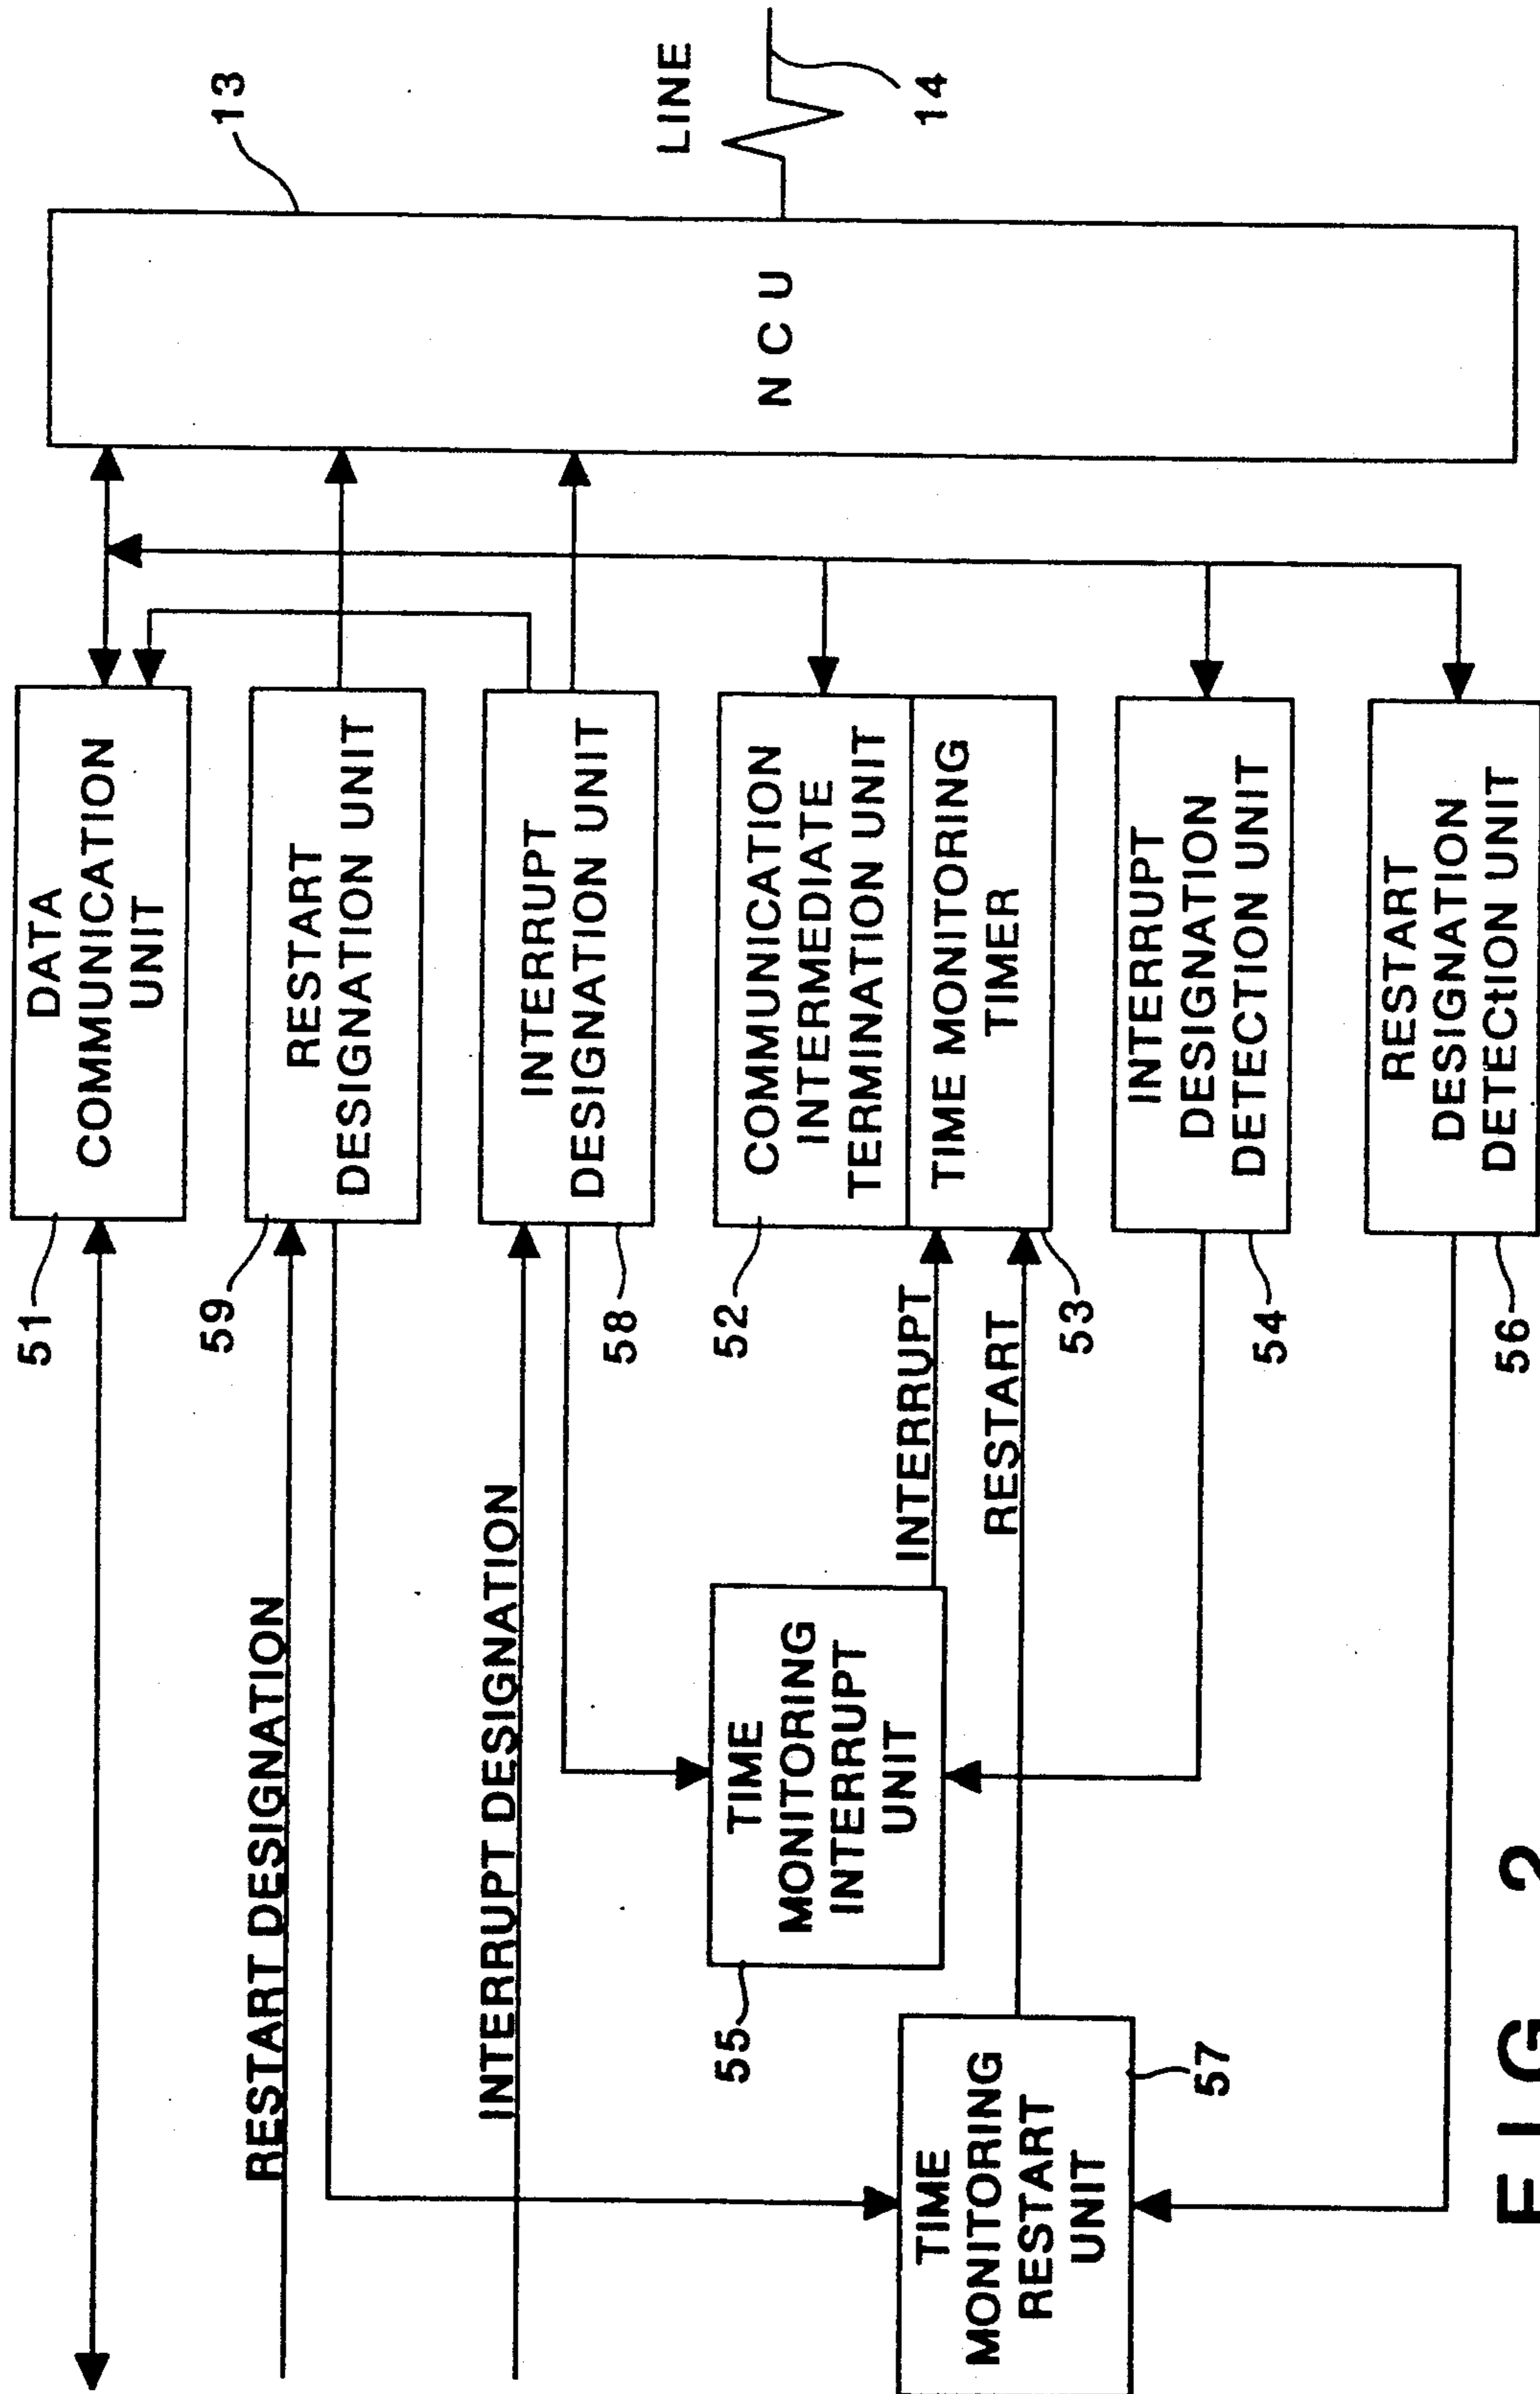 13
LINE
14
N C U
DATA
COMMUNICATION
UNIT
51
RESTART
DESIGNATION UNIT
59
INTERRUPT
DESIGNATION UNIT
58
COMMUNICATION
INTERMEDIATE
TERMINATION UNIT
52
TIME MONITORING
TIMER
53
INTERRUPT
DESIGNATION
DETECTION UNIT
54
RESTART
DESIGNATION
DETECtION UNIT
56
RESTART DESIGNATION
INTERRUPT DESIGNATION
INTERRUPT
RESTART
TIME
MONITORING
INTERRUPT
UNIT
55
TIME
MONITORING
RESTART
UNIT
57
FIG. 2